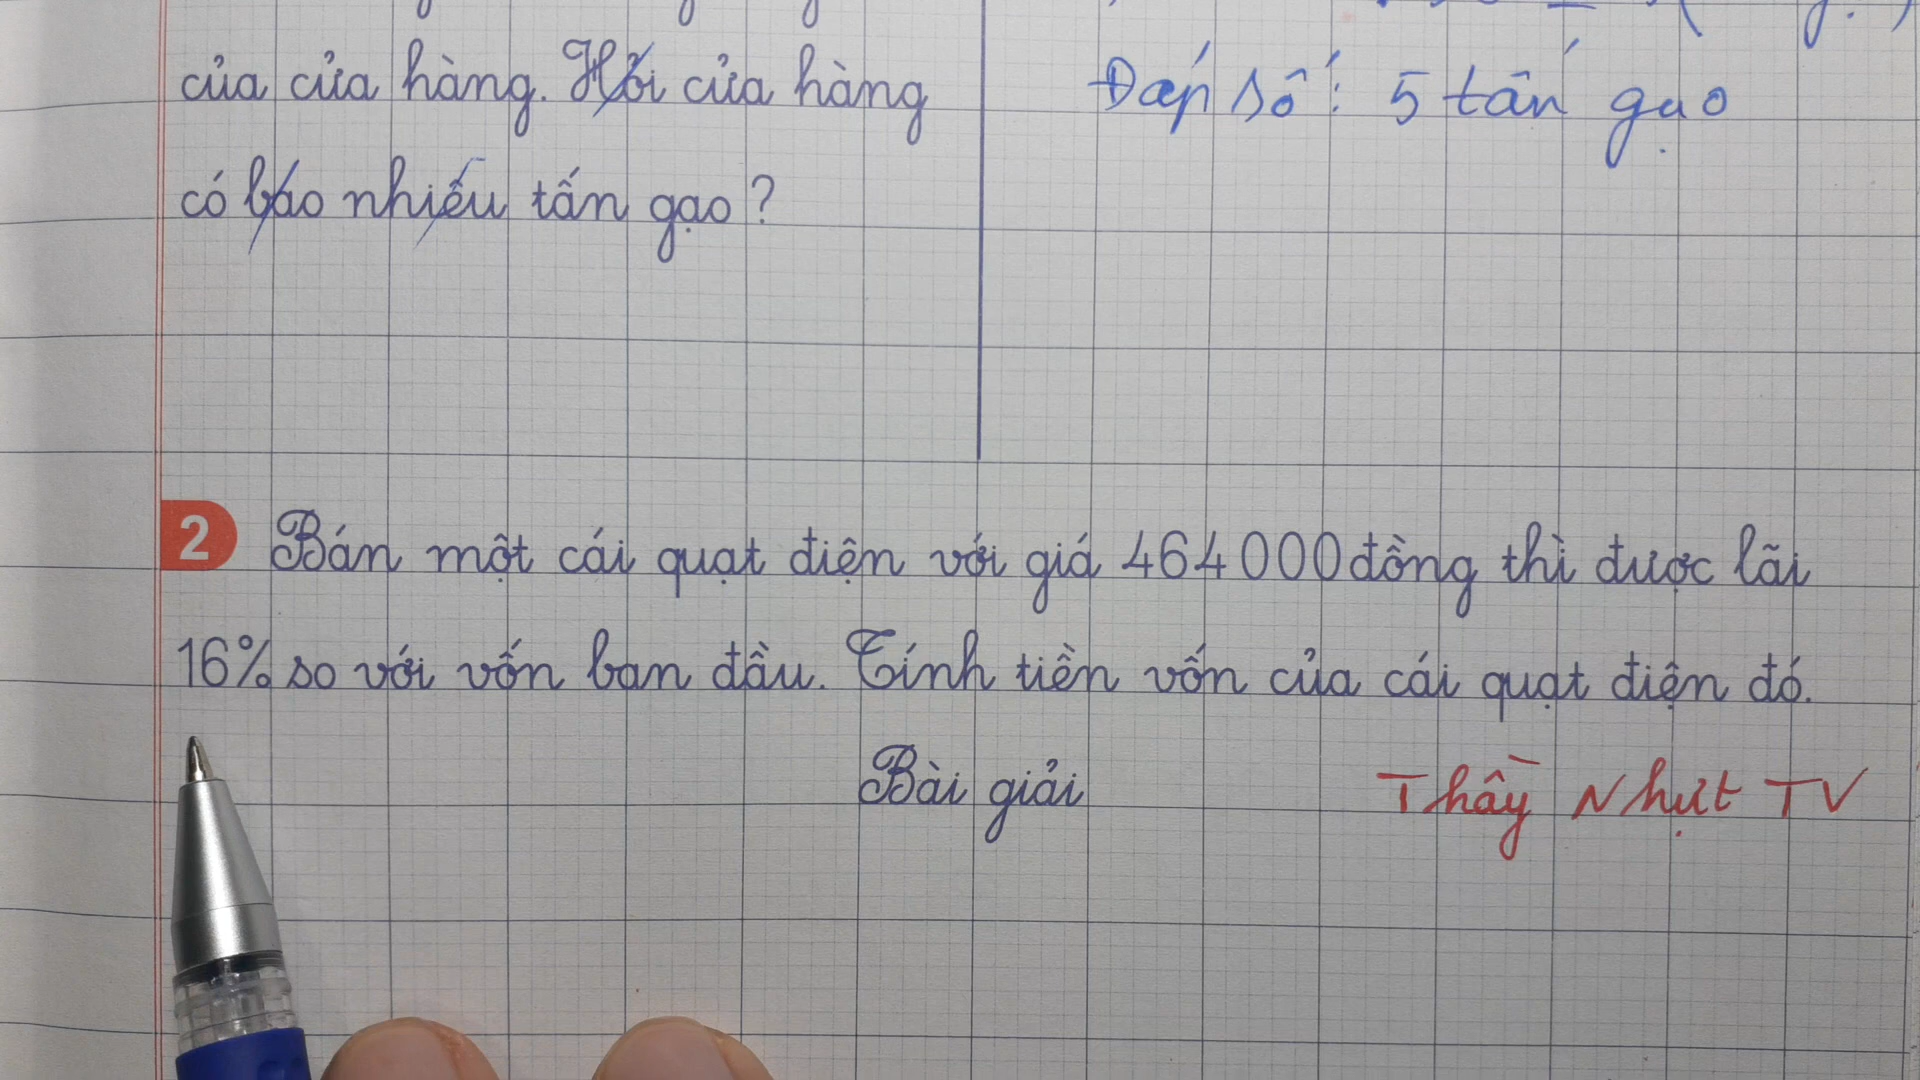 của cửa hàng. Hỏi cửa hàng
có bao nhiêu tấn gạo?
Đáp số: 5 tấn gạo
2 Bán một cái quạt điện với giá 464000 đồng thì được lãi
16% so với vốn ban đầu. Tính tiền vốn của cái quạt điện đó.
Bài giải
Thầy Nhựt TV